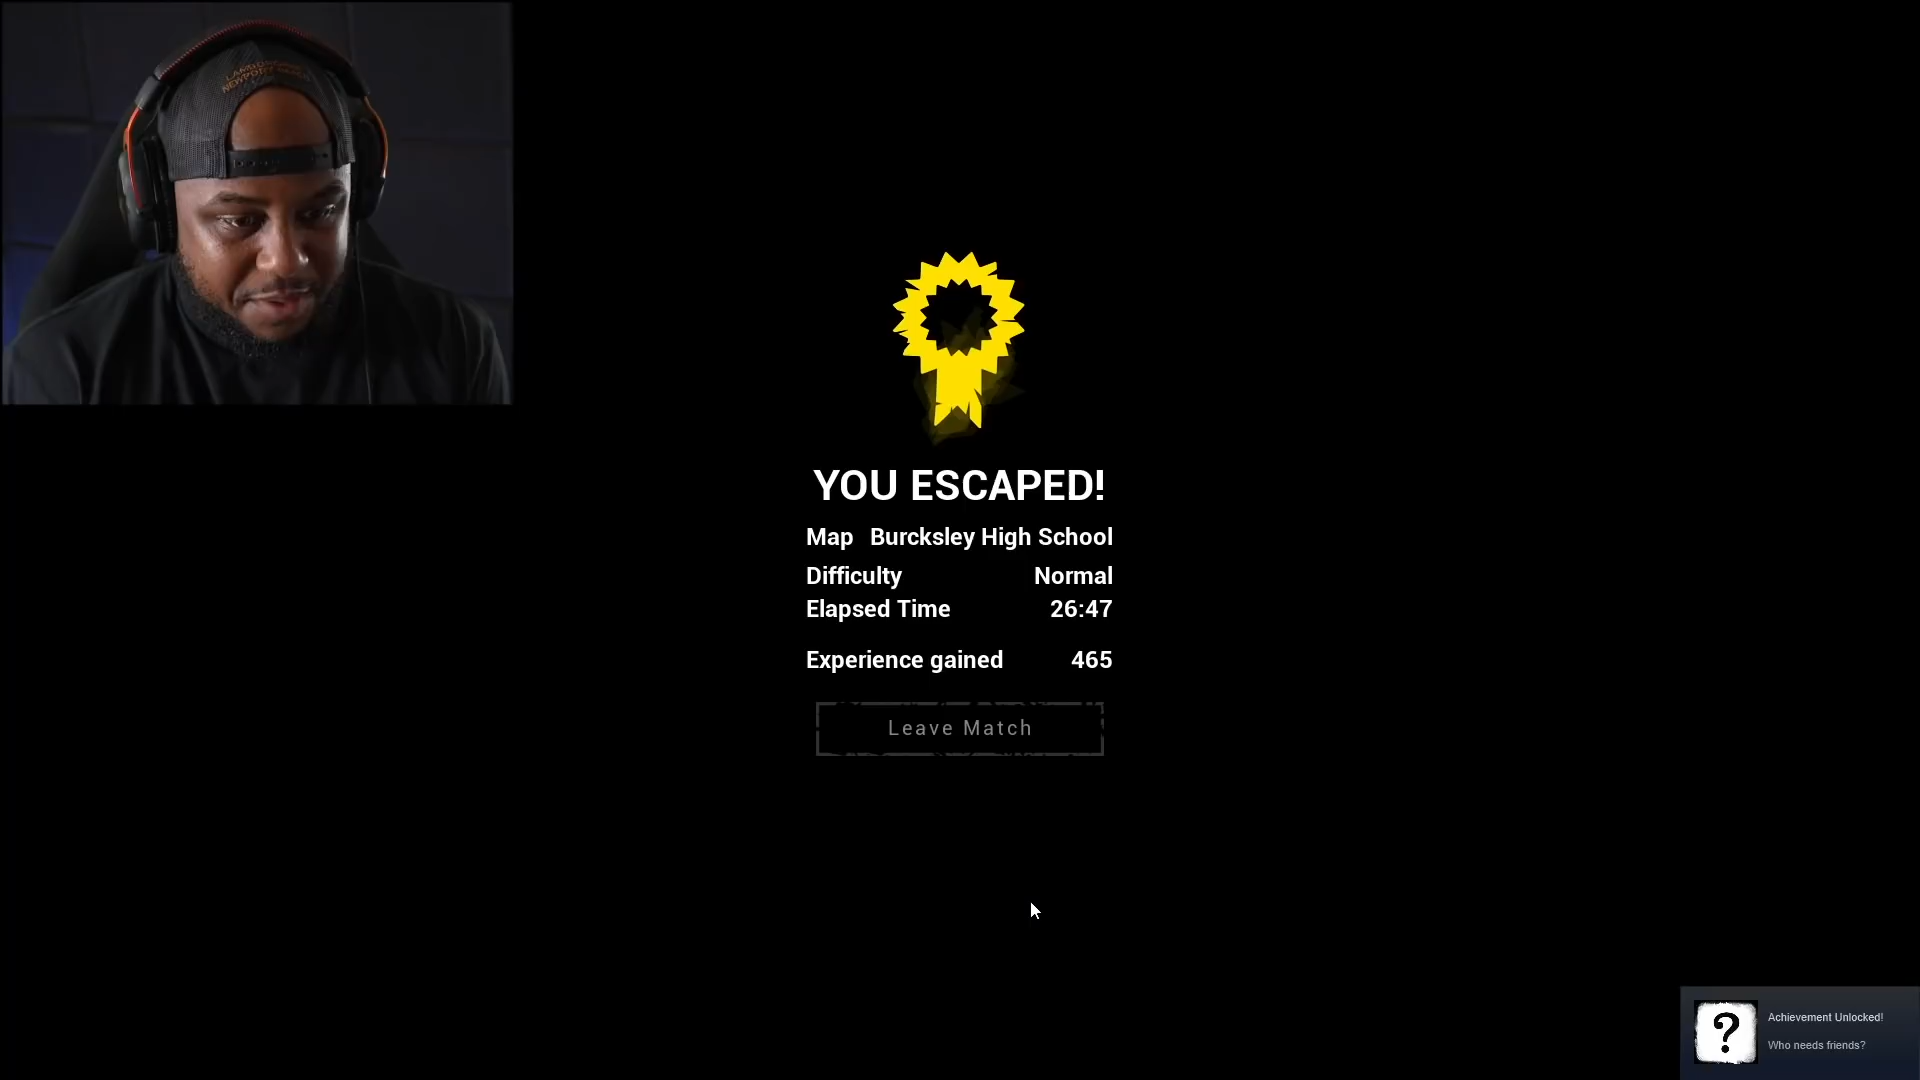 YOU ESCAPED!
Map Burcksley High School
Difficulty Normal
Elapsed Time 26:47
Experience gained 465
Leave Match
Achievement Unlocked!
Who needs friends?